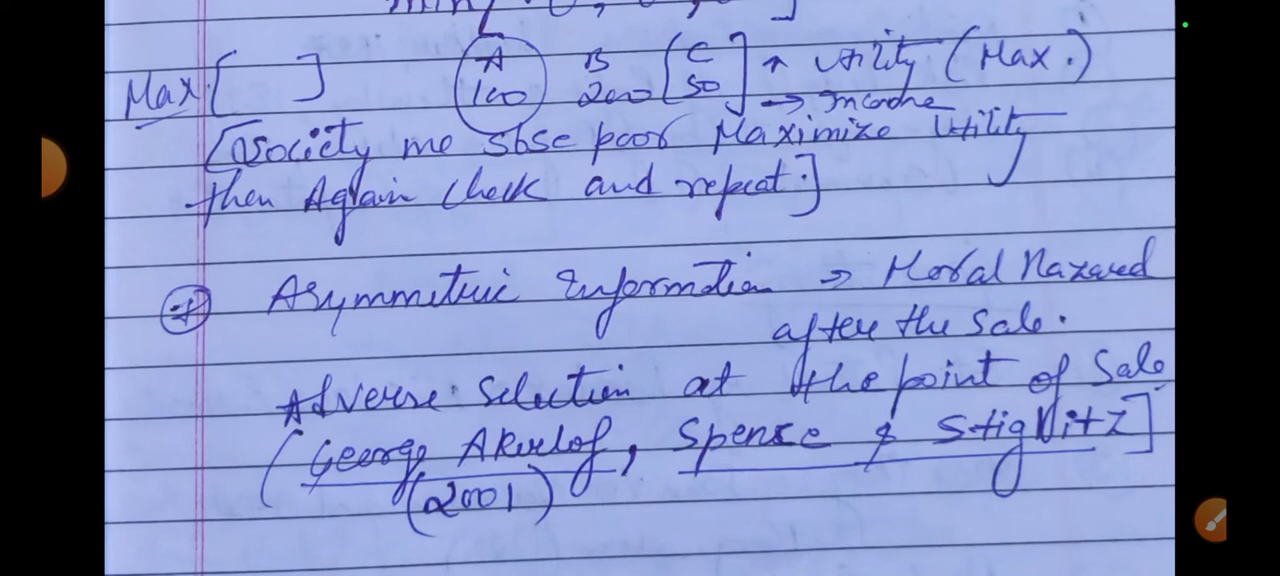 Max [ ] A B [ C ] ↑ Utility (Max.)
100 200 50 → Income
[Society me sbse poor Maximize Utility
then Again Check and repeat.]
Asymmetric Information → Moral Hazard
after the Sale.
Adverse Selection at the point of Sale
(George Akerlof, Spense & Stiglitz]
(2001)